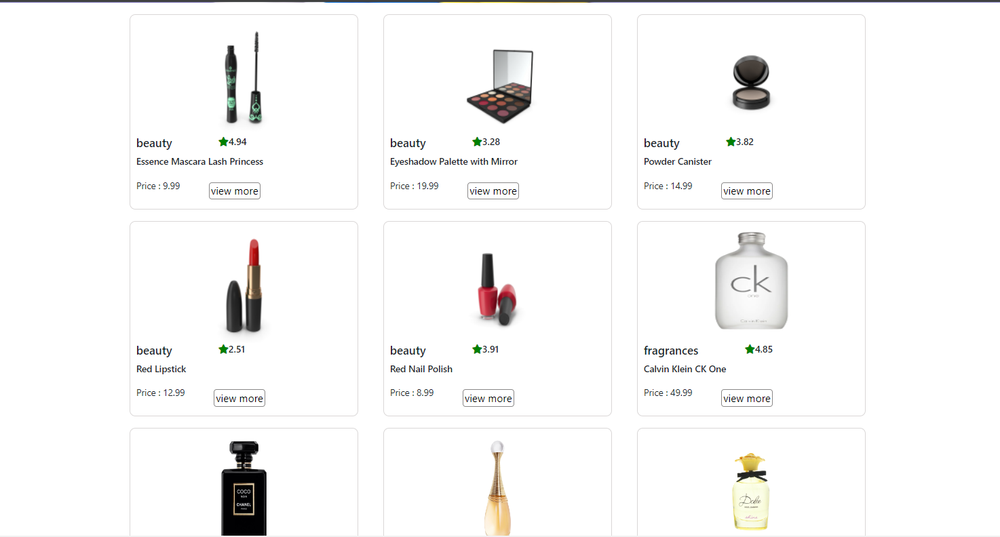 beauty ★4.94
Essence Mascara Lash Princess
Price : 9.99 view more
beauty ★3.28
Eyeshadow Palette with Mirror
Price : 19.99 view more
beauty ★3.82
Powder Canister
Price : 14.99 view more
beauty ★2.51
Red Lipstick
Price : 12.99 view more
beauty ★3.91
Red Nail Polish
Price : 8.99 view more
ck
one
Calvin Klein
fragrances ★4.85
Calvin Klein CK One
Price : 49.99 view more
COCO
NOIR
CHANEL
PARIS
Dolce
shine